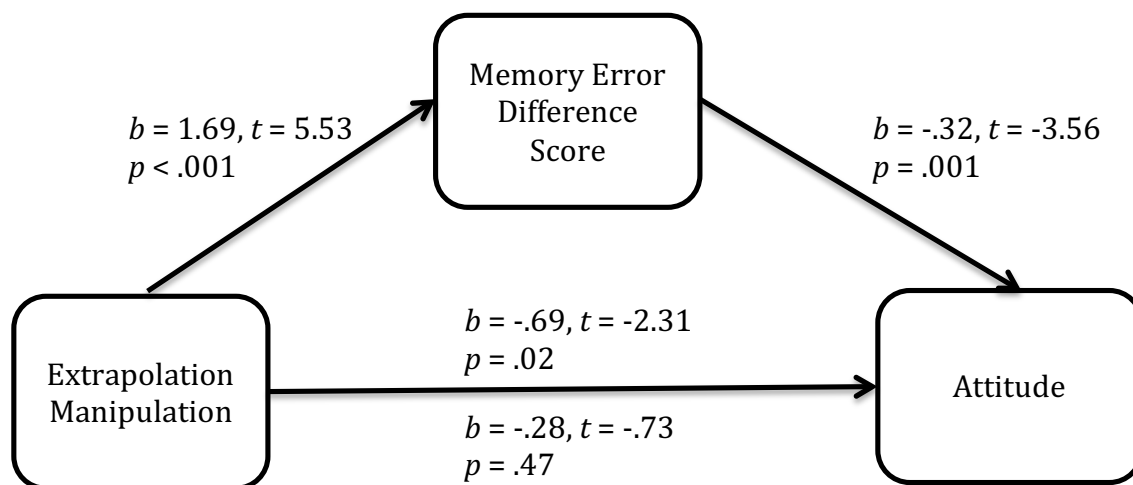 Memory Error
Difference
Score
b = 1.69, t = 5.53
p < .001
b = -.32, t = -3.56
p = .001
b = -.69, t = -2.31
p = .02
Extrapolation
Manipulation
Attitude
b = -.28, t = -.73
p = .47